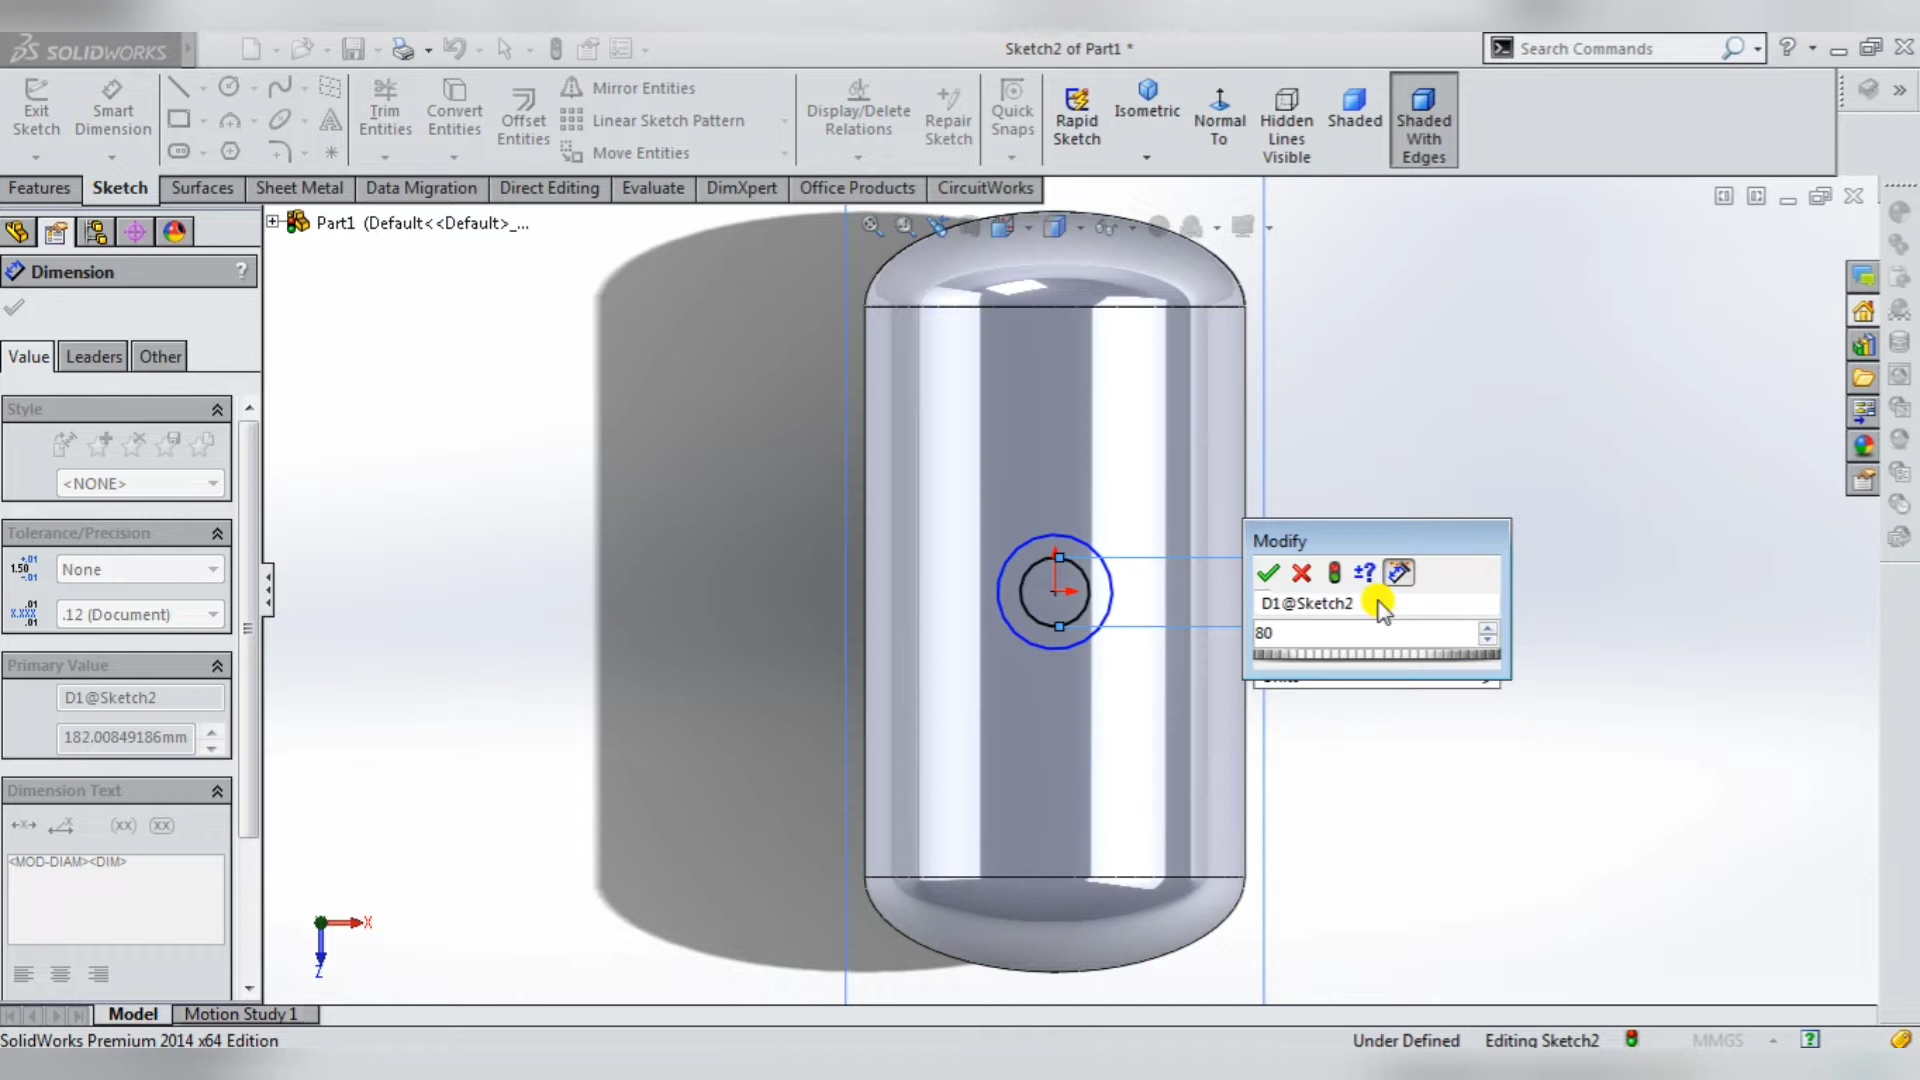 SOLIDWORKS
Sketch2 of Part1 *
Search Commands
Exit Sketch
Smart Dimension
Trim Entities
Convert Entities
Offset Entities
Mirror Entities
Linear Sketch Pattern
Move Entities
Display/Delete Relations
Repair Sketch
Quick Snaps
Rapid Sketch
Isometric
Normal To
Hidden Lines Visible
Shaded
Shaded With Edges
Features
Sketch
Surfaces
Sheet Metal
Data Migration
Direct Editing
Evaluate
DimXpert
Office Products
CircuitWorks
Part1 (Default<<Default>_...
Dimension
?
Value
Leaders
Other
Style
<NONE>
Tolerance/Precision
None
.12 (Document)
Primary Value
D1@Sketch2
182.00849186mm
Dimension Text
(xx) (xx)
<MOD-DIAM><DIM>
Modify
D1@Sketch2
80
X
Z
Model
Motion Study 1
SolidWorks Premium 2014 x64 Edition
Under Defined
Editing Sketch2
MMGS